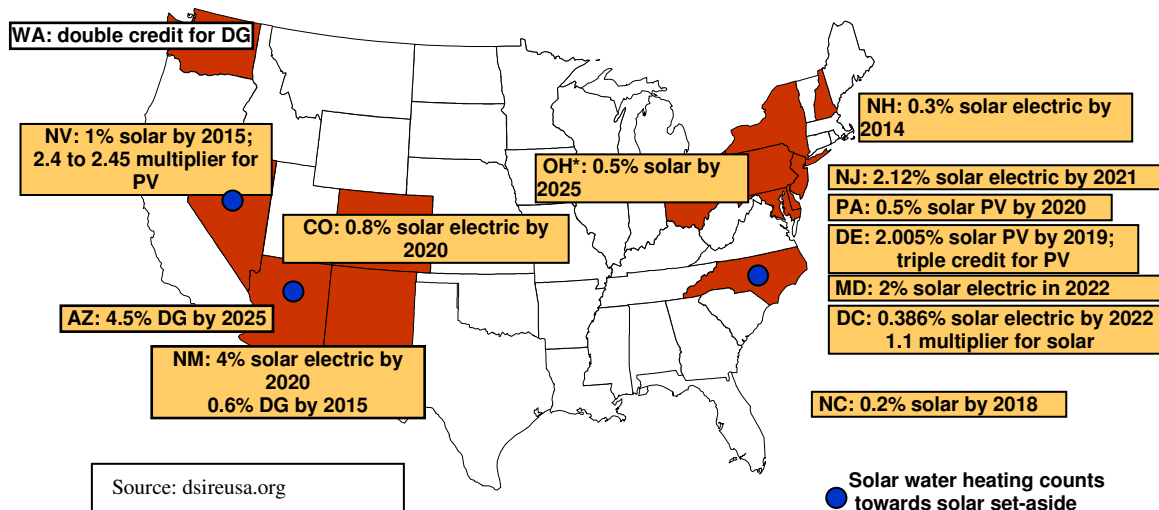 WA: double credit for DG
NV: 1% solar by 2015;
2.4 to 2.45 multiplier for
PV
CO: 0.8% solar electric by
2020
AZ: 4.5% DG by 2025
NM: 4% solar electric by
2020
0.6% DG by 2015
OH*: 0.5% solar by
2025
NH: 0.3% solar electric by
2014
NJ: 2.12% solar electric by 2021
PA: 0.5% solar PV by 2020
DE: 2.005% solar PV by 2019;
triple credit for PV
MD: 2% solar electric in 2022
DC: 0.386% solar electric by 2022
1.1 multiplier for solar
NC: 0.2% solar by 2018
Source: dsireusa.org
Solar water heating counts
towards solar set-aside